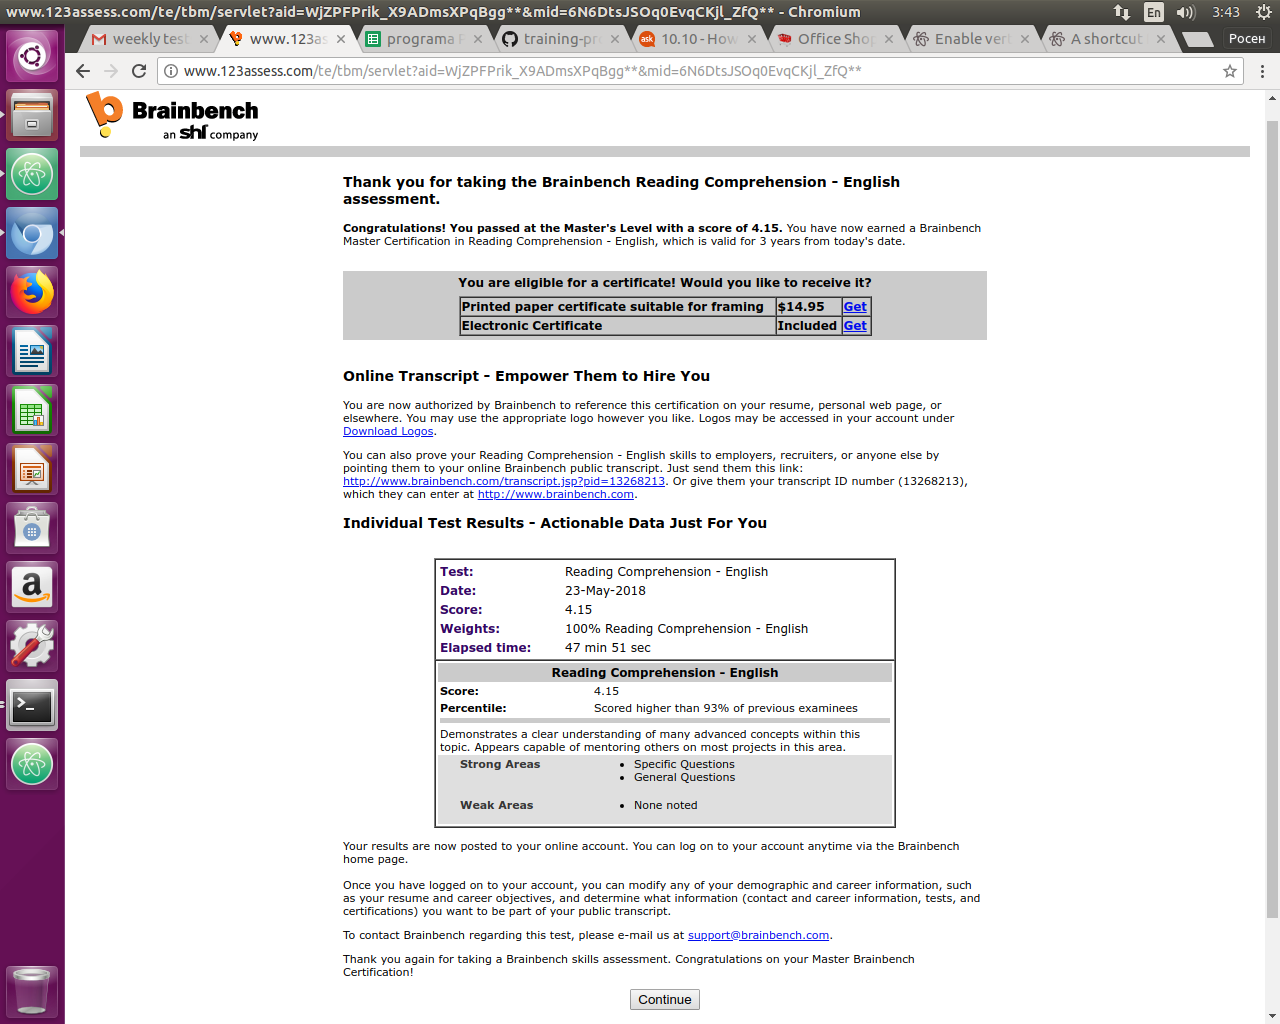 www.123assess.com/te/tbm/servlet?aid=WjZPFPrik_X9ADmsXPqBgg**&mid=6N6DtsJSOq0EvqCKjl_ZfQ** - Chromium
En
3:43
weekly test
www.123as
programa P
training-pre
ask
10.10 - How
Office Shop
Enable vert
A shortcut
Росен
www.123assess.com/te/tbm/servlet?aid=WjZPFPrik_X9ADmsXPqBgg**&mid=6N6DtsJSOq0EvqCKjl_ZfQ**
Brainbench
an shl company
Thank you for taking the Brainbench Reading Comprehension - English
assessment.
Congratulations! You passed at the Master's Level with a score of 4.15. You have now earned a Brainbench
Master Certification in Reading Comprehension - English, which is valid for 3 years from today's date.
You are eligible for a certificate! Would you like to receive it?
Printed paper certificate suitable for framing $14.95 Get
Electronic Certificate Included Get
Online Transcript - Empower Them to Hire You
You are now authorized by Brainbench to reference this certification on your resume, personal web page, or
elsewhere. You may use the appropriate logo however you like. Logos may be accessed in your account under
Download Logos.
You can also prove your Reading Comprehension - English skills to employers, recruiters, or anyone else by
pointing them to your online Brainbench public transcript. Just send them this link:
http://www.brainbench.com/transcript.jsp?pid=13268213. Or give them your transcript ID number (13268213),
which they can enter at http://www.brainbench.com.
Individual Test Results - Actionable Data Just For You
Test: Reading Comprehension - English
Date: 23-May-2018
Score: 4.15
Weights: 100% Reading Comprehension - English
Elapsed time: 47 min 51 sec
Reading Comprehension - English
Score: 4.15
Percentile: Scored higher than 93% of previous examinees
Demonstrates a clear understanding of many advanced concepts within this
topic. Appears capable of mentoring others on most projects in this area.
Strong Areas • Specific Questions
• General Questions
Weak Areas • None noted
Your results are now posted to your online account. You can log on to your account anytime via the Brainbench
home page.
Once you have logged on to your account, you can modify any of your demographic and career information, such
as your resume and career objectives, and determine what information (contact and career information, tests, and
certifications) you want to be part of your public transcript.
To contact Brainbench regarding this test, please e-mail us at support@brainbench.com.
Thank you again for taking a Brainbench skills assessment. Congratulations on your Master Brainbench
Certification!
Continue